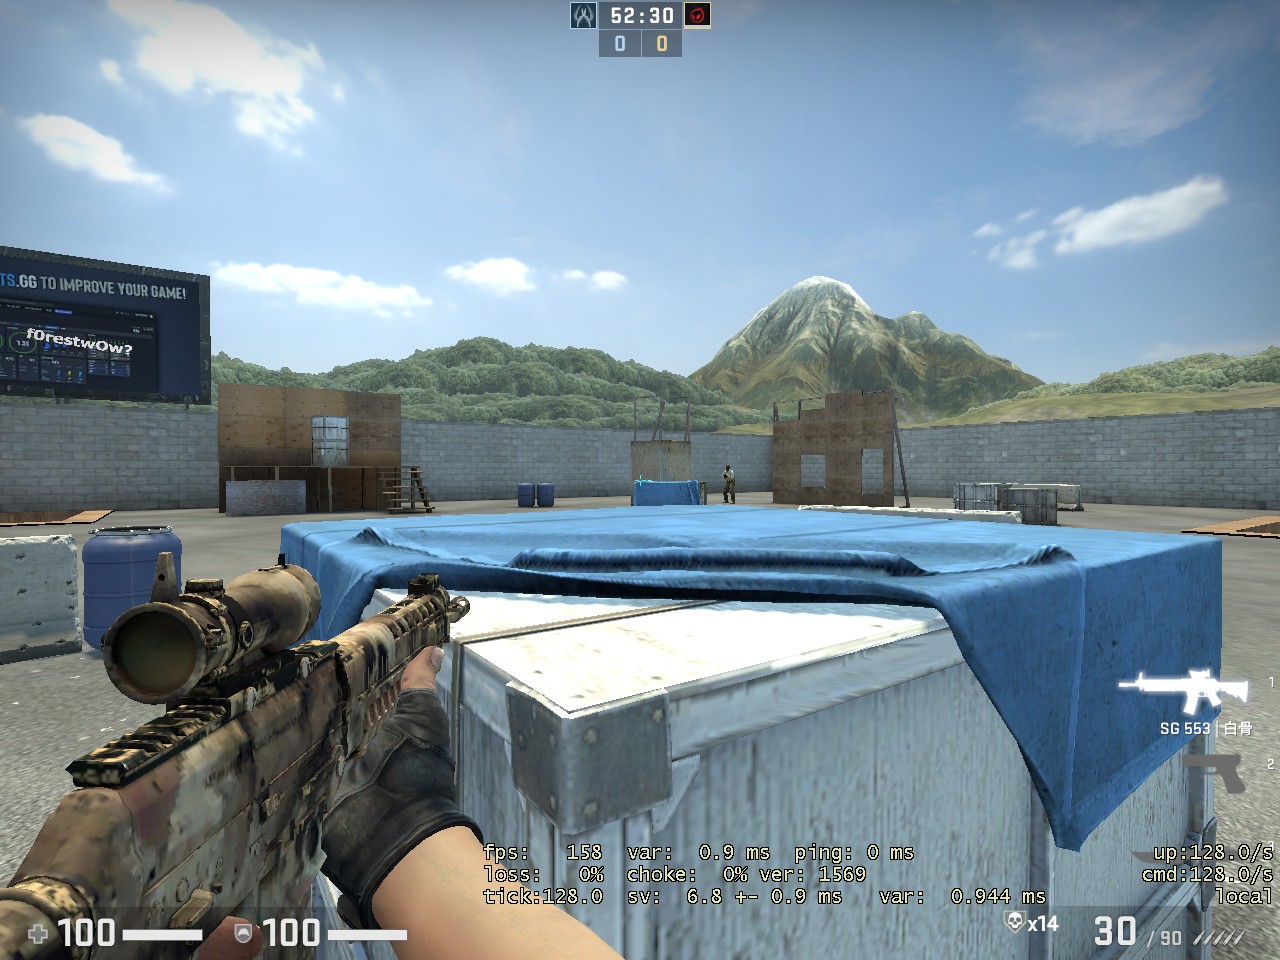 52:30
0 0
TS.GG TO IMPROVE YOUR GAME!
f0restwOw?
1
SG 553 | 白骨
2
fps: 158 var: 0.9 ms ping: 0 ms
up:128.0/s
loss: 0% choke: 0% ver: 1569
cmd:128.0/s
tick:128.0 sv: 6.8 +- 0.9 ms var: 0.944 ms
local
100
100
x14
30 / 90